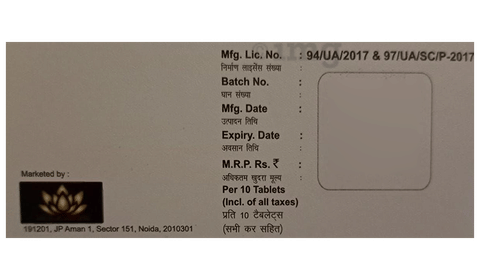 Mfg. Lic. No. : 94/UA/2017 & 97/UA/SC/P-2017
निर्माण लाइसेंस संख्या
Batch No. :
घान संख्या
Mfg. Date :
उत्पादन तिथि
Expiry. Date :
अवसान तिथि
M.R.P. Rs. ₹ :
अधिकतम खुदरा मूल्य
Per 10 Tablets
(Incl. of all taxes)
प्रति 10 टैबलेट्स
(सभी कर सहित)
Marketed by :
191201, JP Aman 1, Sector 151, Noida, 2010301